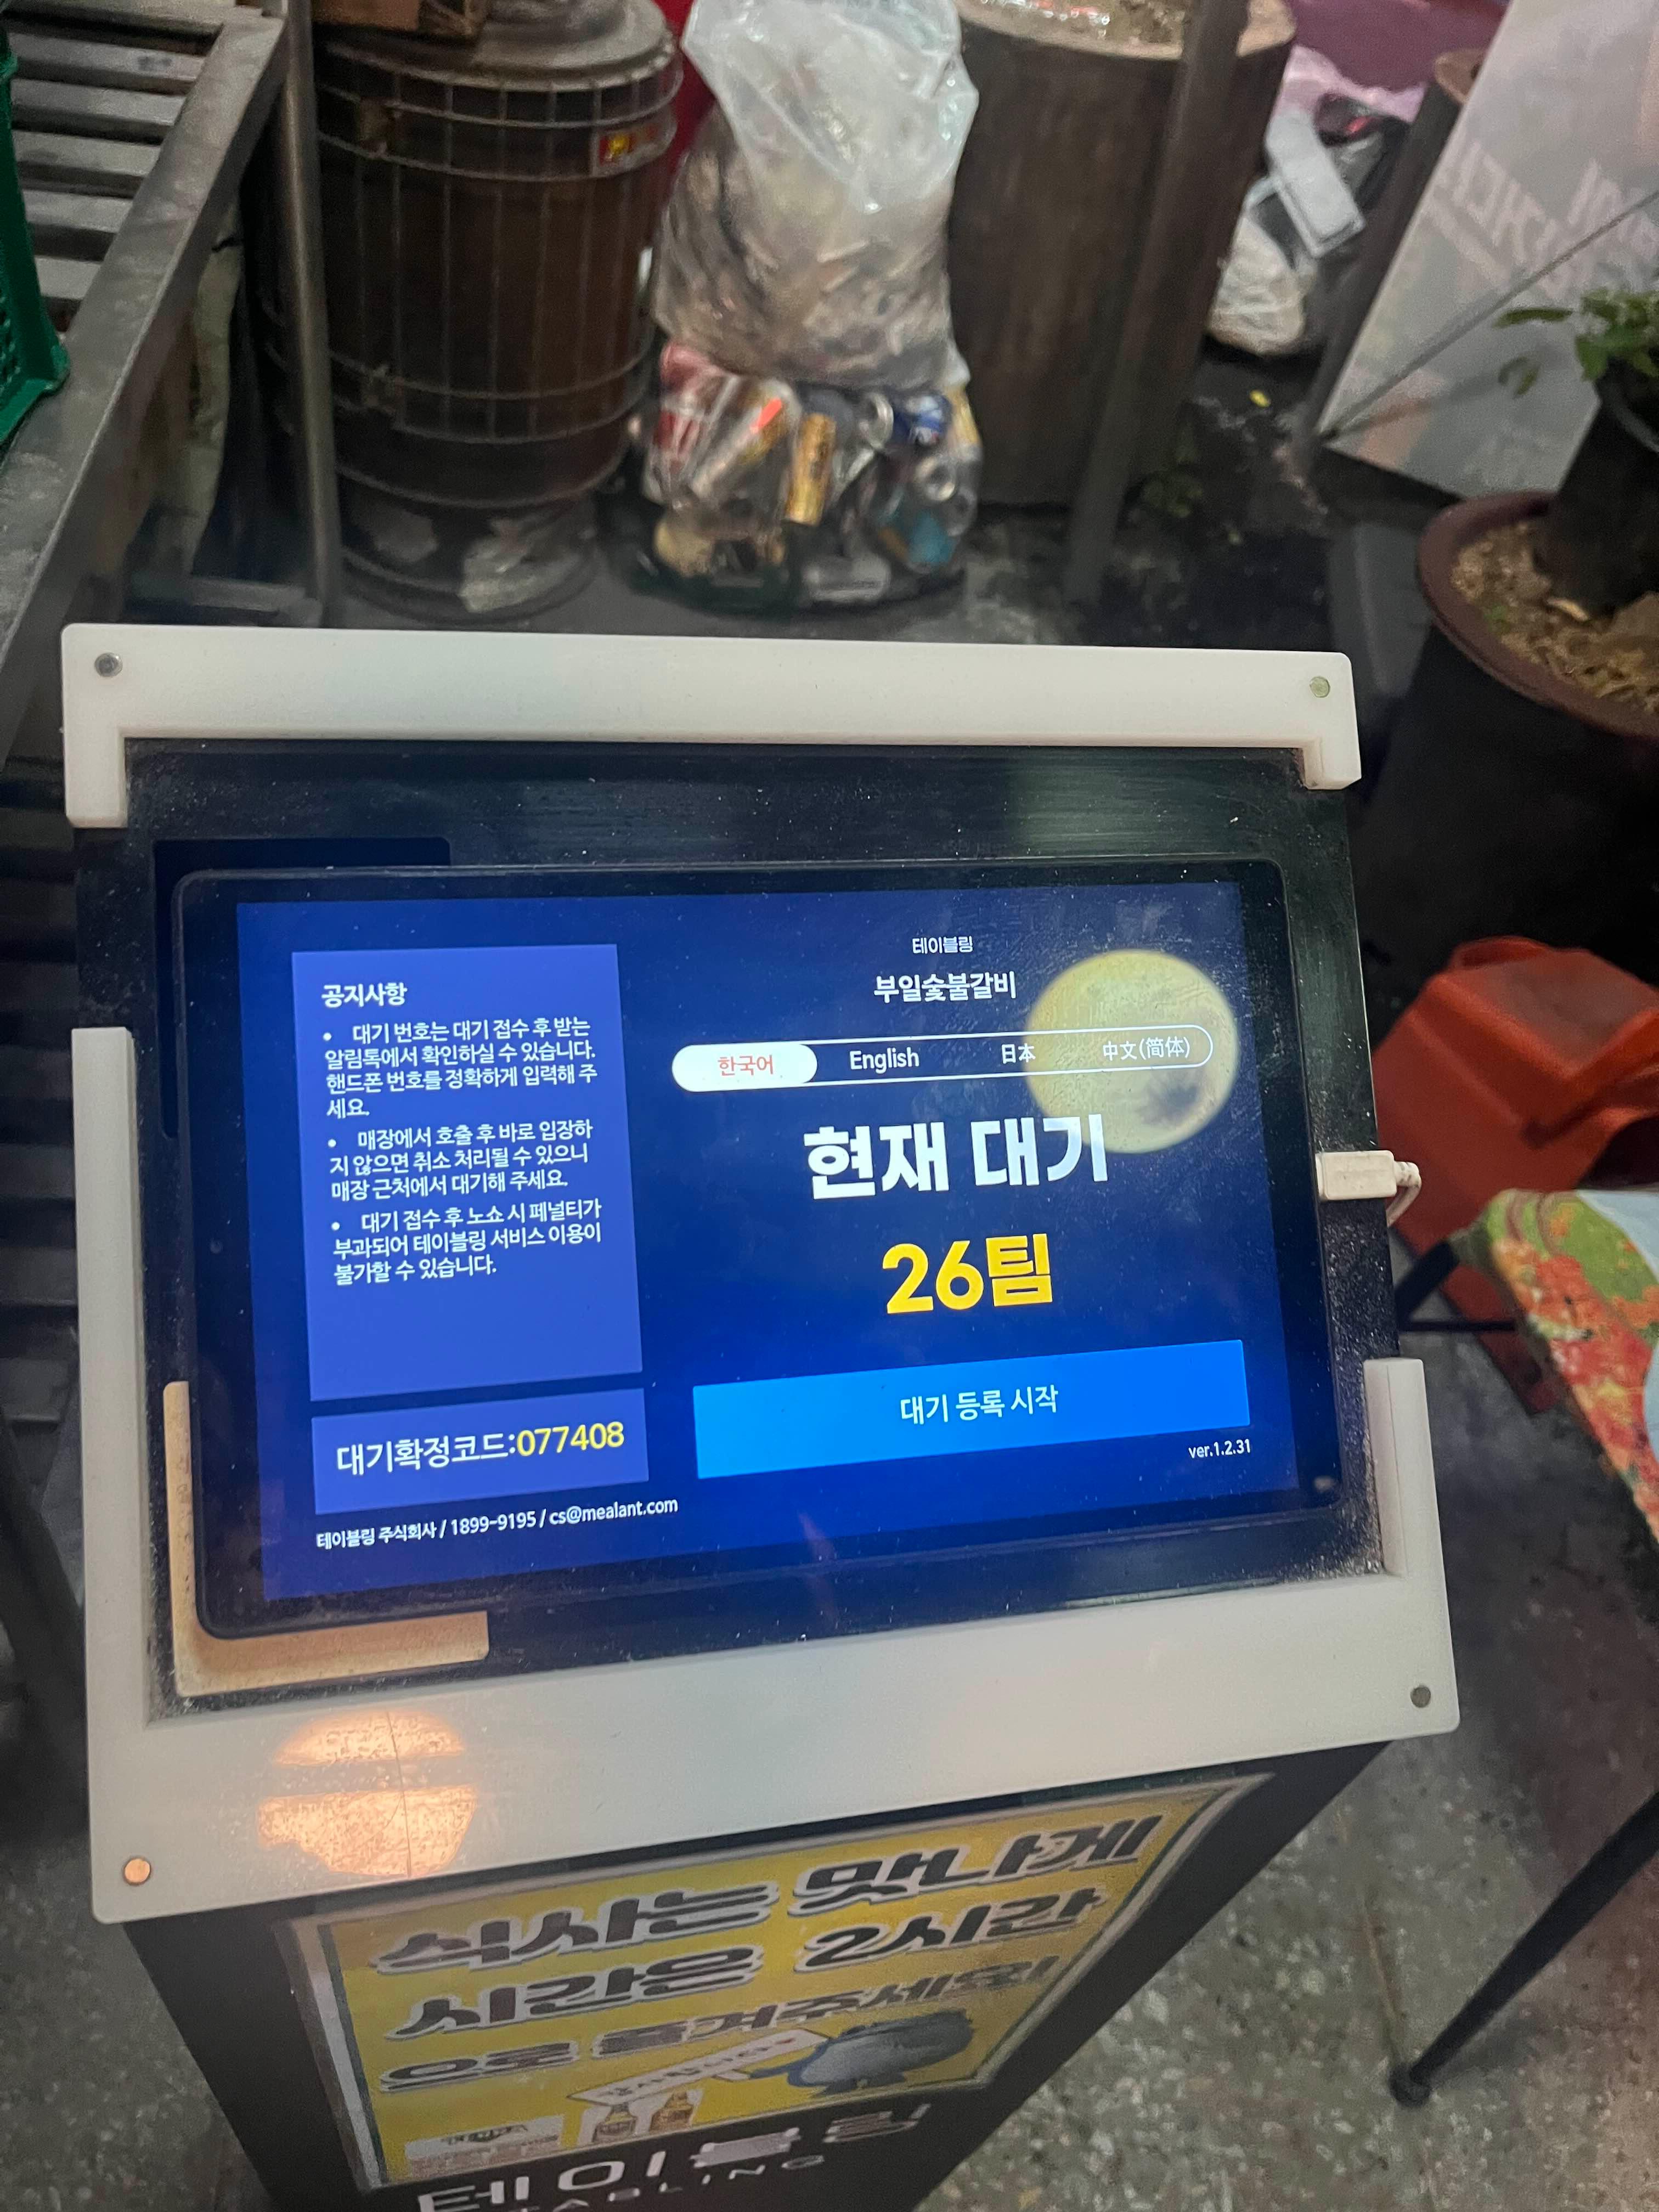 테이블링
부일숯불갈비
한국어 English 日本 中文(简体)
현재 대기
26팀
대기 등록 시작
ver.1.2.31
공지사항
• 대기 번호는 대기 접수 후 받는
알림톡에서 확인하실 수 있습니다.
핸드폰 번호를 정확하게 입력해 주
세요.
• 매장에서 호출 후 바로 입장하
지 않으면 취소 처리될 수 있으니
매장 근처에서 대기해 주세요.
• 대기 접수 후 노쇼 시 페널티가
부과되어 테이블링 서비스 이용이
불가할 수 있습니다.
대기확정코드:077408
테이블링 주식회사 / 1899-9195 / cs@mealant.com
식사는 맛나게
시간은 2시간
으로 즐겨주세요!
테이블링
TABLING